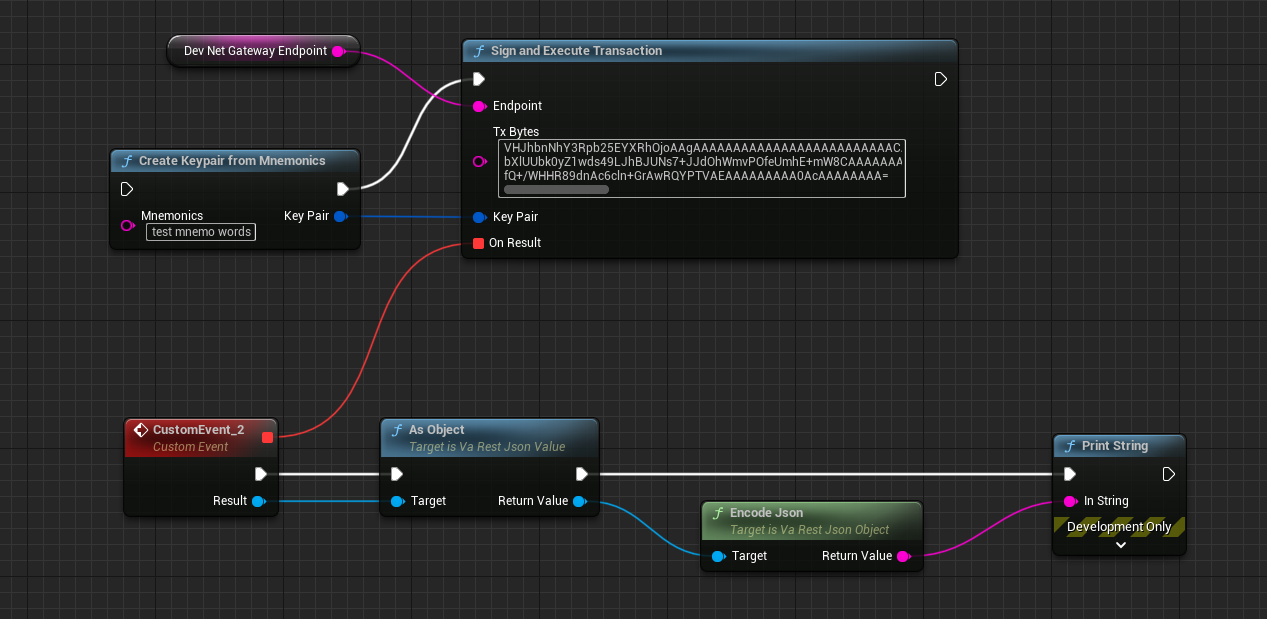 Dev Net Gateway Endpoint
Sign and Execute Transaction
Endpoint
Tx Bytes
VHJhbnNhY3Rpb25EYXRhOjoAAgAAAAAAAAAAAAAAAAAAAAAAAAAC
bXlUUbk0yZ1wds49LJhBJUNs7+JJdOhWmvPOfeUmhE+mW8CAAAAAAA
fQ+/WHHR89dnAc6cln+GrAwRQYPTVAEAAAAAAAAA0AcAAAAAAAA=
Key Pair
On Result
Create Keypair from Mnemonics
Mnemonics
test mnemo words
Key Pair
CustomEvent_2
Custom Event
Result
As Object
Target is Va Rest Json Value
Target
Return Value
Encode Json
Target is Va Rest Json Object
Target
Return Value
Print String
In String
Development Only